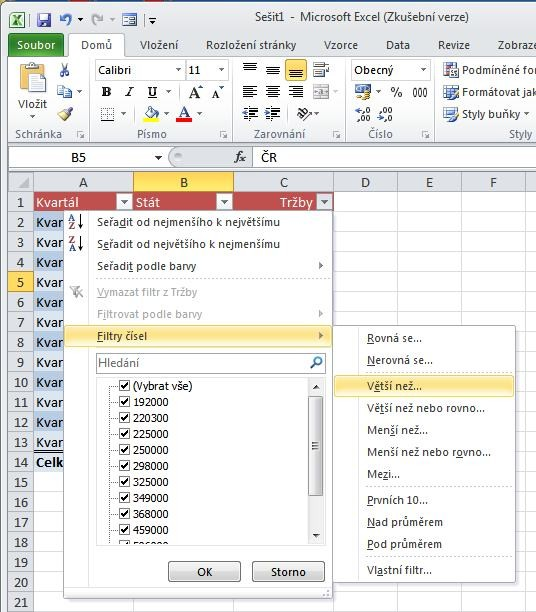 Sešit1 - Microsoft Excel (Zkušební verze)
Soubor Domů Vložení Rozložení stránky Vzorce Data Revize Zobraze
Vložit
Calibri 11
B I U
A A
Obecný
% 000
Podmíněné for
Formátovat jak
Styly buňky
Schránka Písmo Zarovnání Číslo Styly
B5 fx ČR
A B C D E F
1 Kvartál Stát Tržby
2 Kvar
3 Kvar
4 Kvar
5 Kvar
6 Kvar
7 Kvar
8 Kvar
9 Kvar
10 Kvar
11 Kvar
12 Kvar
13 Kvar
14 Celk
15
16
17
18
19
20
21
Seřadit od nejmenšího k největšímu
Seřadit od největšího k nejmenšímu
Seřadit podle barvy
Vymazat filtr z Tržby
Filtrovat podle barvy
Filtry čísel
Hledání
(Vybrat vše)
192000
220300
225000
250000
298000
325000
349000
368000
459000
OK Storno
Rovná se...
Nerovná se...
Větší než...
Větší než nebo rovno...
Menší než...
Menší než nebo rovno...
Mezi...
Prvních 10...
Nad průměrem
Pod průměrem
Vlastní filtr...